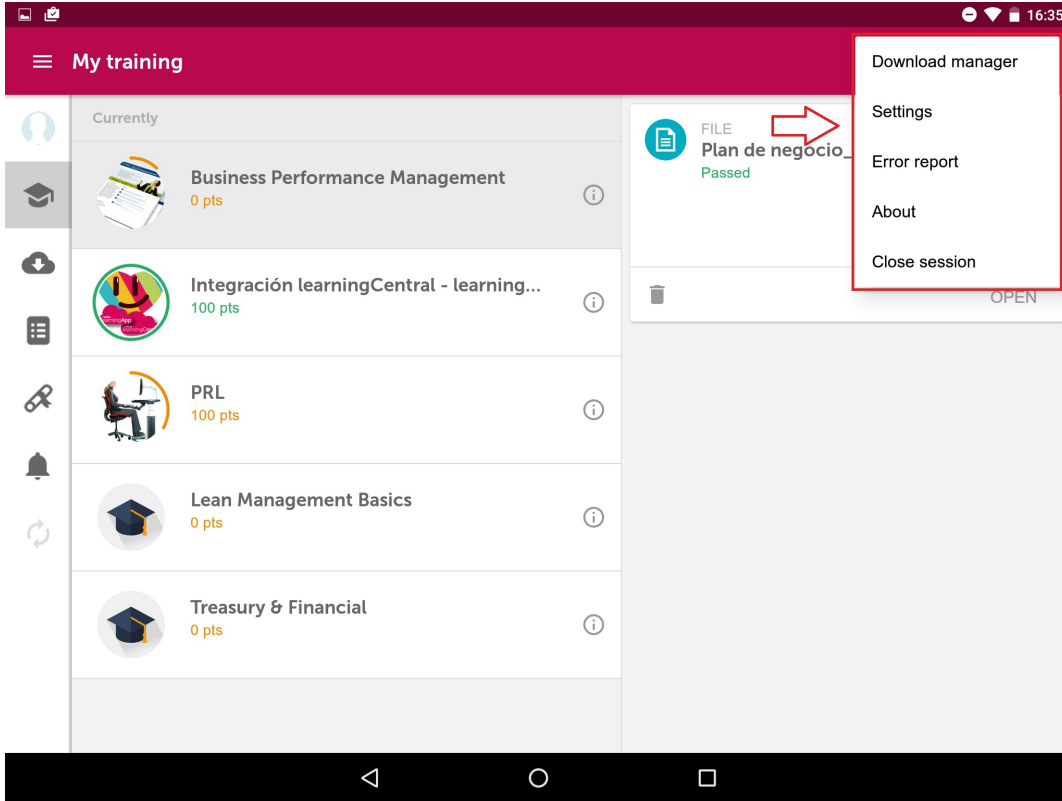 16:35
My training
Download manager
Settings
Error report
About
Close session
Currently
Business Performance Management
0 pts
Integración learningCentral - learning...
100 pts
PRL
100 pts
Lean Management Basics
0 pts
Treasury & Financial
0 pts
FILE
Plan de negocio_
Passed
OPEN